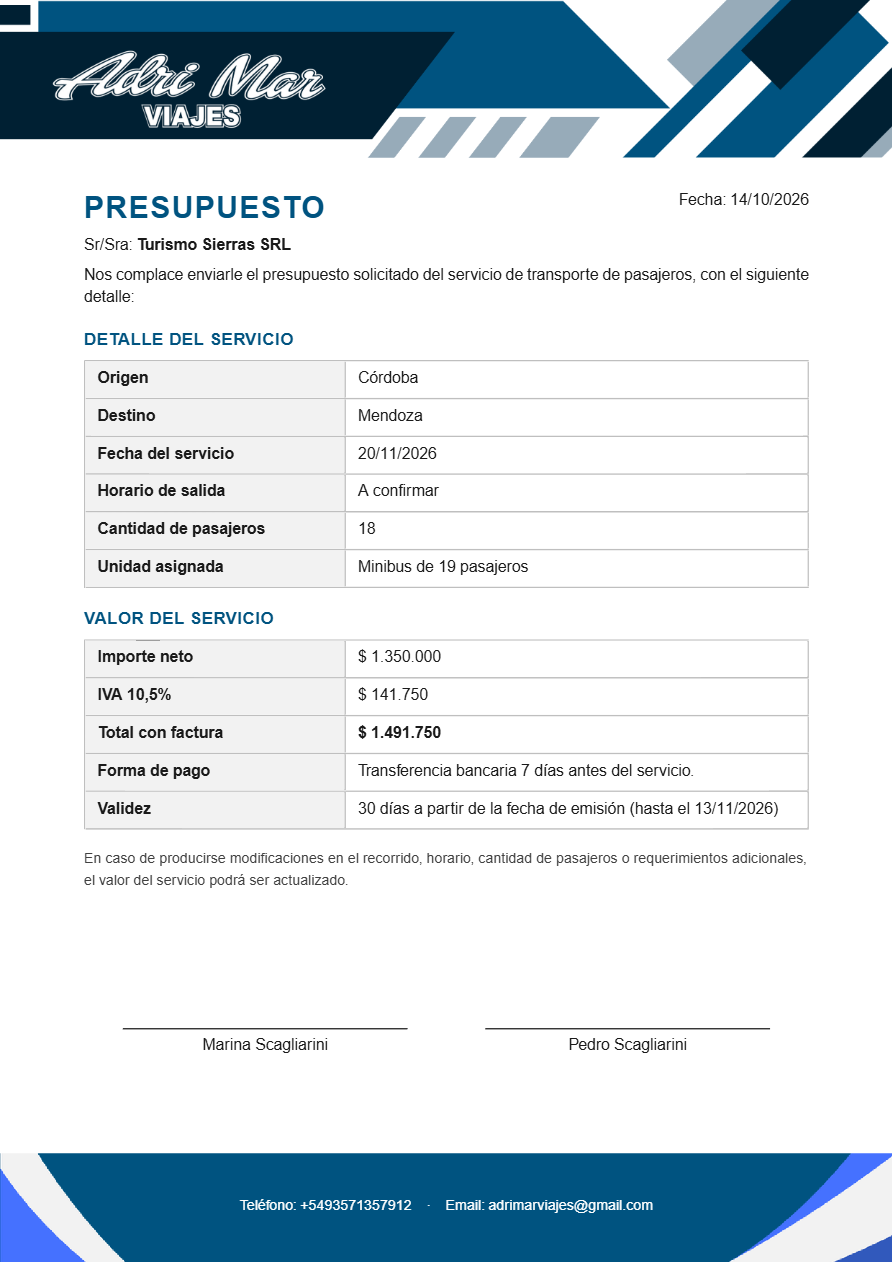 Adri Mar
VIAJES
PRESUPUESTO
Fecha: 14/10/2026
Sr/Sra: Turismo Sierras SRL
Nos complace enviarle el presupuesto solicitado del servicio de transporte de pasajeros, con el siguiente
detalle:
DETALLE DEL SERVICIO
Origen Córdoba
Destino Mendoza
Fecha del servicio 20/11/2026
Horario de salida A confirmar
Cantidad de pasajeros 18
Unidad asignada Minibus de 19 pasajeros
VALOR DEL SERVICIO
Importe neto $ 1.350.000
IVA 10,5% $ 141.750
Total con factura $ 1.491.750
Forma de pago Transferencia bancaria 7 días antes del servicio.
Validez 30 días a partir de la fecha de emisión (hasta el 13/11/2026)
En caso de producirse modificaciones en el recorrido, horario, cantidad de pasajeros o requerimientos adicionales,
el valor del servicio podrá ser actualizado.
Marina Scagliarini Pedro Scagliarini
Teléfono: +5493571357912 · Email: adrimarviajes@gmail.com